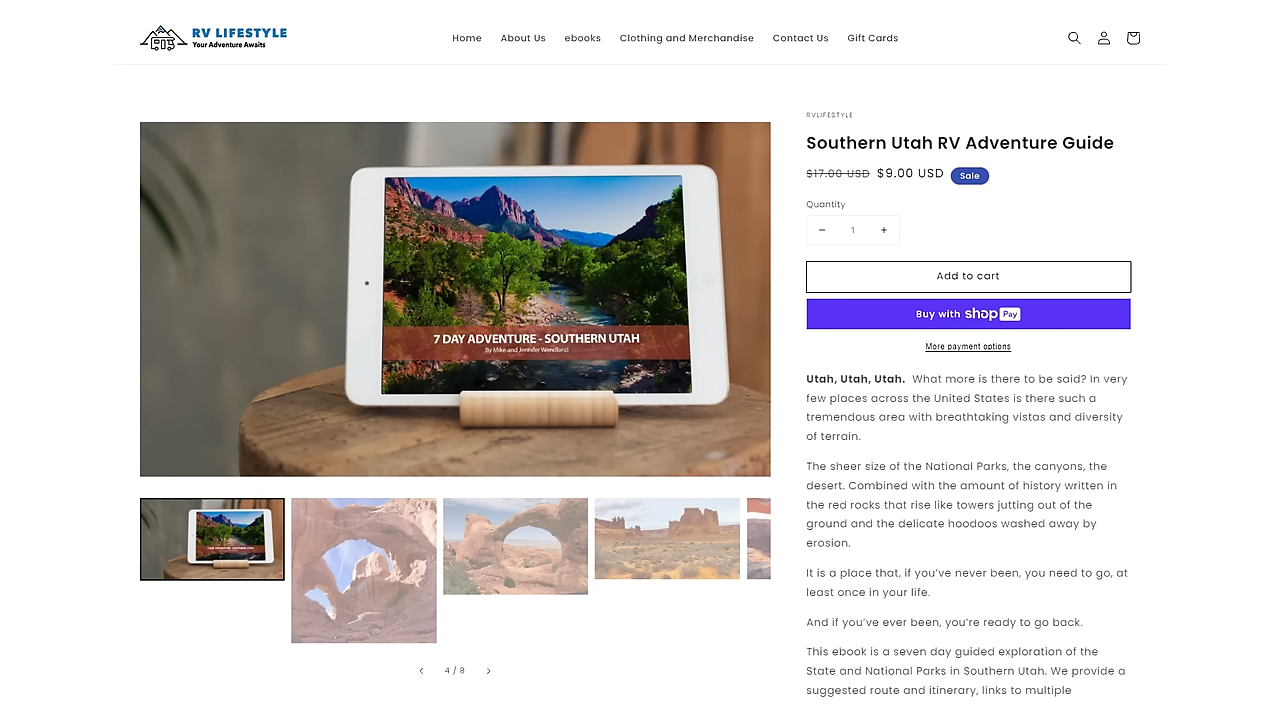 RV LIFESTYLE
Your Adventure Awaits
Home About Us ebooks Clothing and Merchandise Contact Us Gift Cards
RVLIFESTYLE
Southern Utah RV Adventure Guide
$17.00 USD $9.00 USD Sale
Quantity
− 1 +
Add to cart
Buy with shop Pay
More payment options
7 DAY ADVENTURE - SOUTHERN UTAH
By Mike and Jennifer Wendland
Utah, Utah, Utah. What more is there to be said? In very
few places across the United States is there such a
tremendous area with breathtaking vistas and diversity
of terrain.
The sheer size of the National Parks, the canyons, the
desert. Combined with the amount of history written in
the red rocks that rise like towers jutting out of the
ground and the delicate hoodoos washed away by
erosion.
It is a place that, if you’ve never been, you need to go, at
least once in your life.
And if you’ve ever been, you’re ready to go back.
This ebook is a seven day guided exploration of the
State and National Parks in Southern Utah. We provide a
suggested route and itinerary, links to multiple
4 / 8